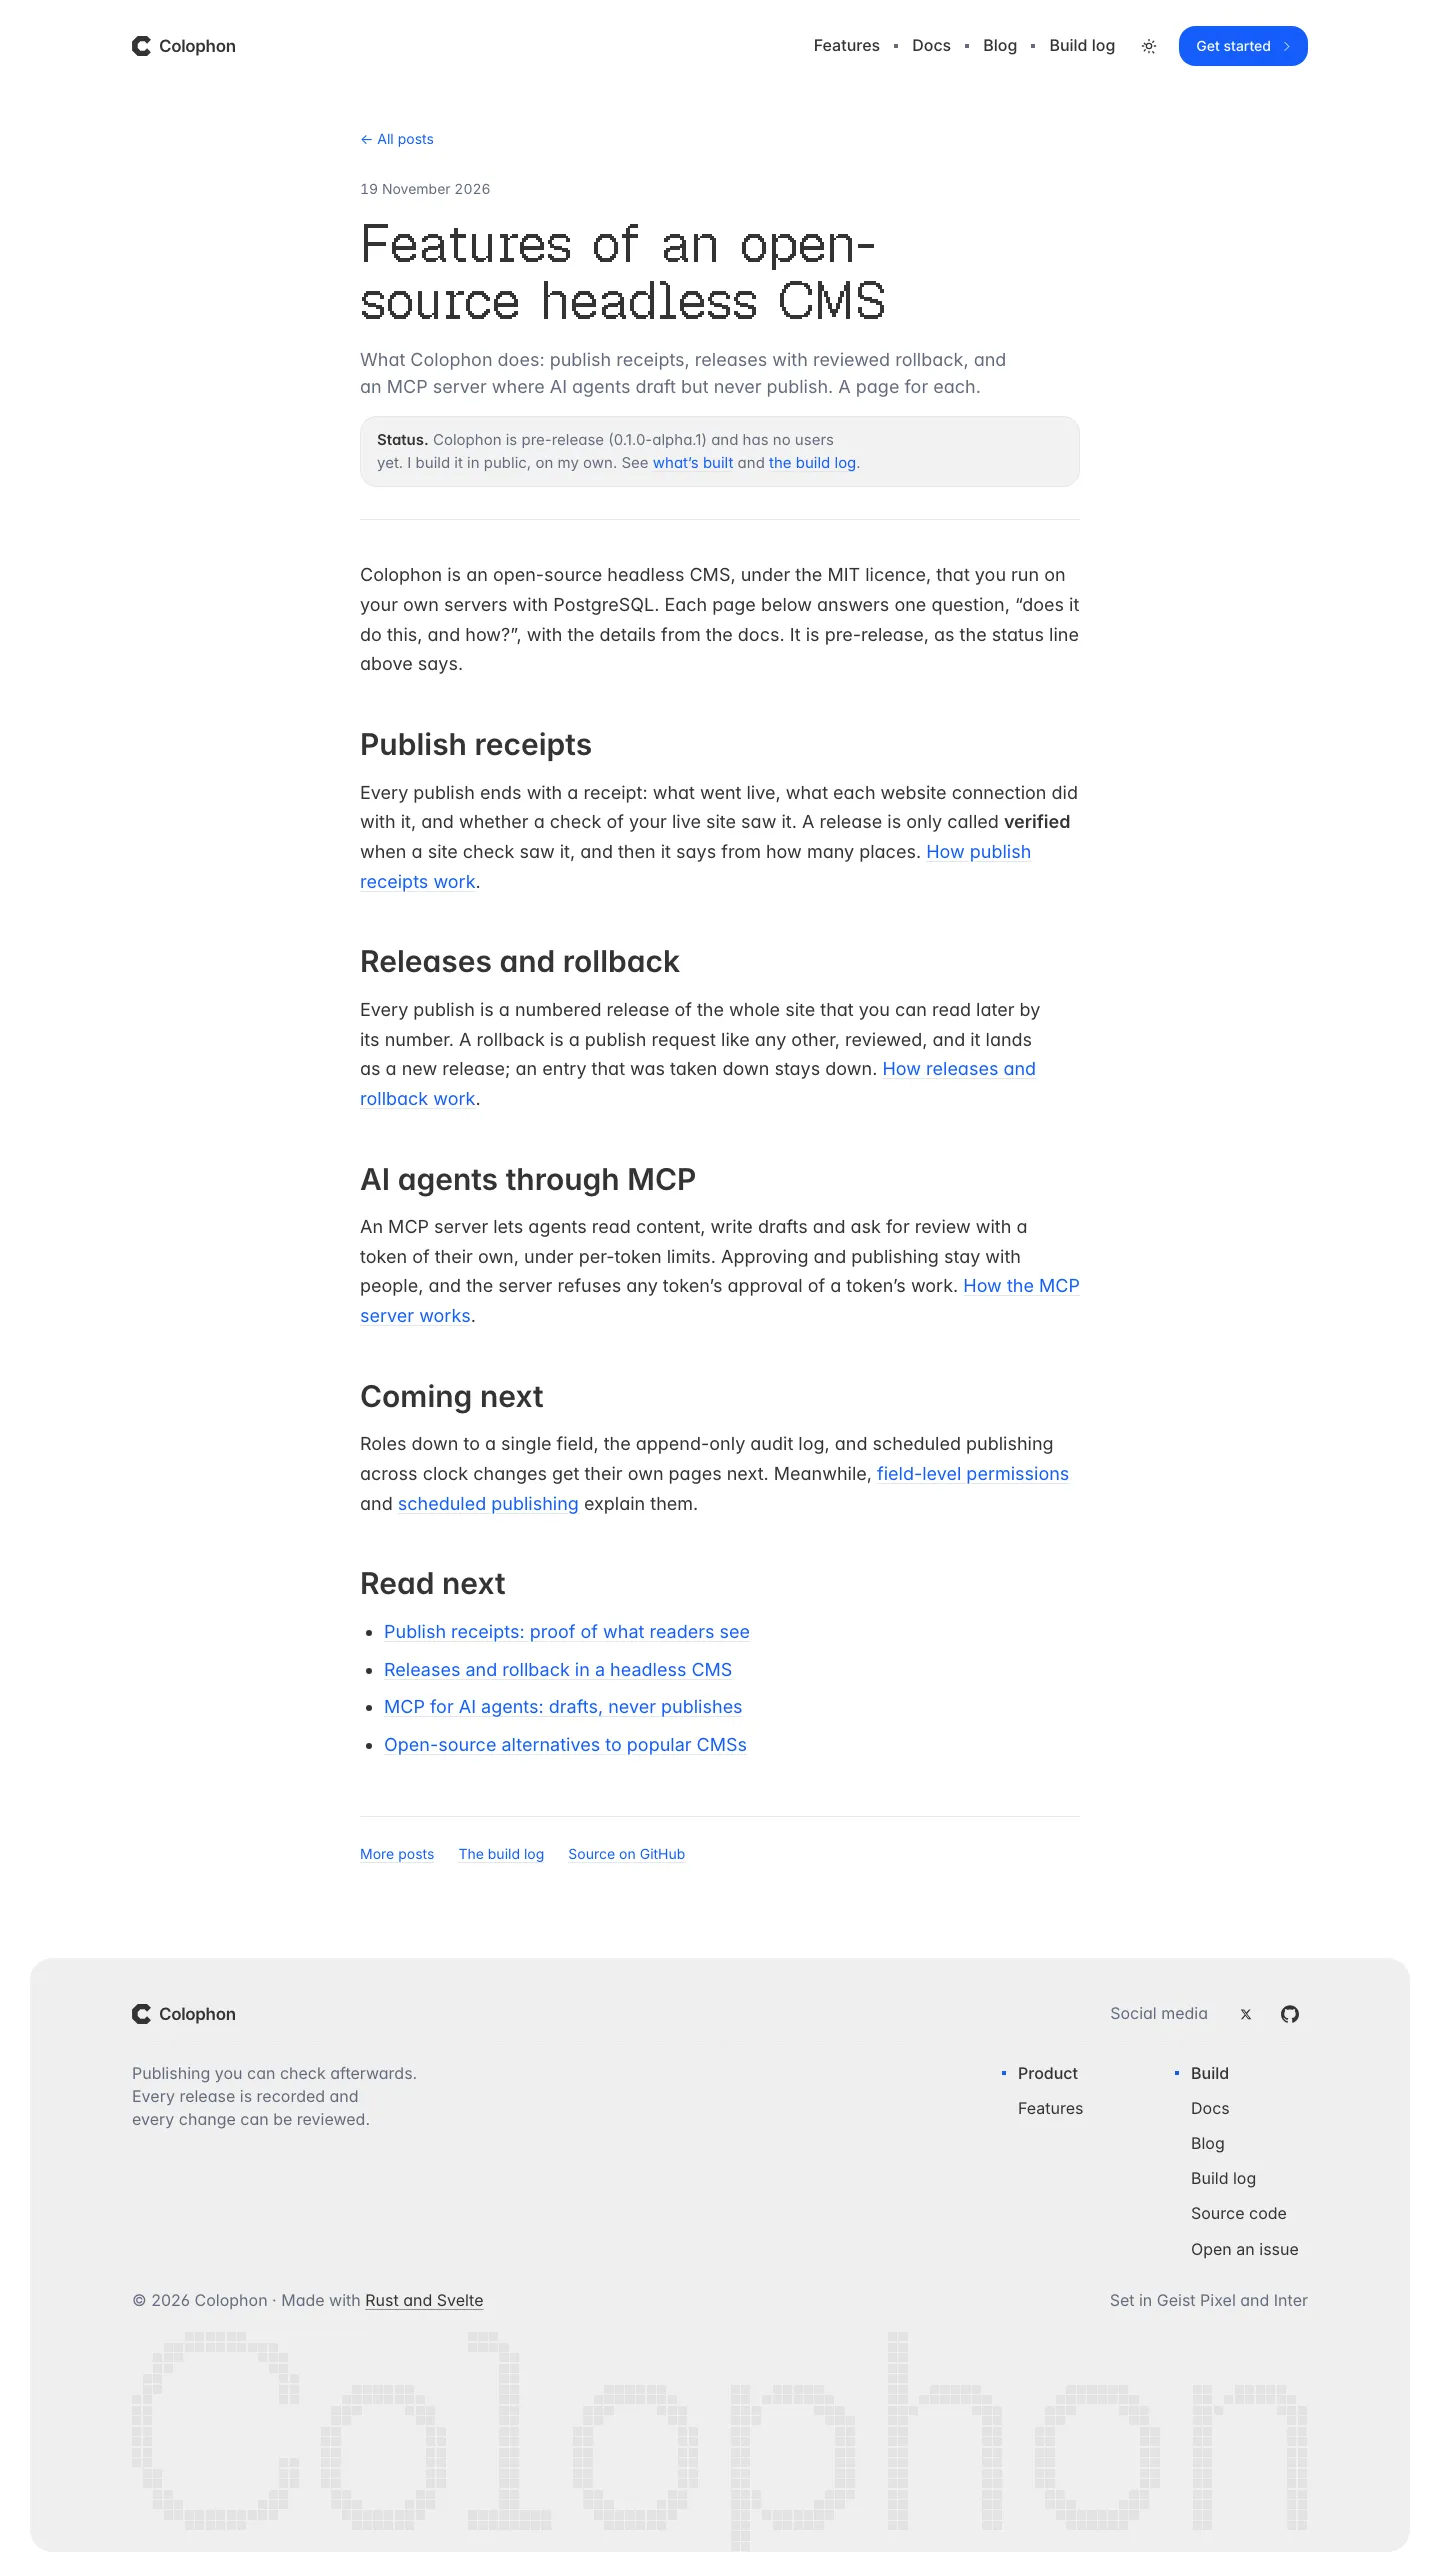 Colophon
Features
Docs
Blog
Build log
Get started
← All posts
19 November 2026
Features of an open-
source headless CMS
What Colophon does: publish receipts, releases with reviewed rollback, and
an MCP server where AI agents draft but never publish. A page for each.
Status. Colophon is pre-release (0.1.0-alpha.1) and has no users
yet. I build it in public, on my own. See what’s built and the build log.
Colophon is an open-source headless CMS, under the MIT licence, that you run on
your own servers with PostgreSQL. Each page below answers one question, “does it
do this, and how?”, with the details from the docs. It is pre-release, as the status line
above says.
Publish receipts
Every publish ends with a receipt: what went live, what each website connection did
with it, and whether a check of your live site saw it. A release is only called verified
when a site check saw it, and then it says from how many places. How publish
receipts work.
Releases and rollback
Every publish is a numbered release of the whole site that you can read later by
its number. A rollback is a publish request like any other, reviewed, and it lands
as a new release; an entry that was taken down stays down. How releases and
rollback work.
AI agents through MCP
An MCP server lets agents read content, write drafts and ask for review with a
token of their own, under per-token limits. Approving and publishing stay with
people, and the server refuses any token’s approval of a token’s work. How the MCP
server works.
Coming next
Roles down to a single field, the append-only audit log, and scheduled publishing
across clock changes get their own pages next. Meanwhile, field-level permissions
and scheduled publishing explain them.
Read next
Publish receipts: proof of what readers see
Releases and rollback in a headless CMS
MCP for AI agents: drafts, never publishes
Open-source alternatives to popular CMSs
More posts
The build log
Source on GitHub
Colophon
Social media
Publishing you can check afterwards.
Every release is recorded and
every change can be reviewed.
Product
Features
Build
Docs
Blog
Build log
Source code
Open an issue
© 2026 Colophon · Made with Rust and Svelte
Set in Geist Pixel and Inter
Colophon